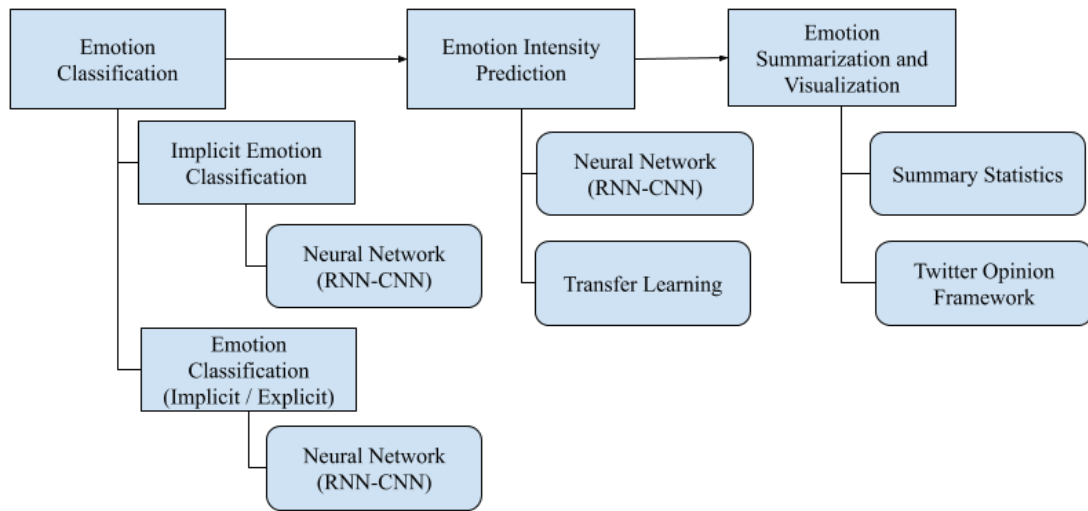 Emotion
Classification
Emotion Intensity
Prediction
Emotion
Summarization and
Visualization
Implicit Emotion
Classification
Neural Network
(RNN-CNN)
Emotion
Classification
(Implicit / Explicit)
Neural Network
(RNN-CNN)
Neural Network
(RNN-CNN)
Transfer Learning
Summary Statistics
Twitter Opinion
Framework